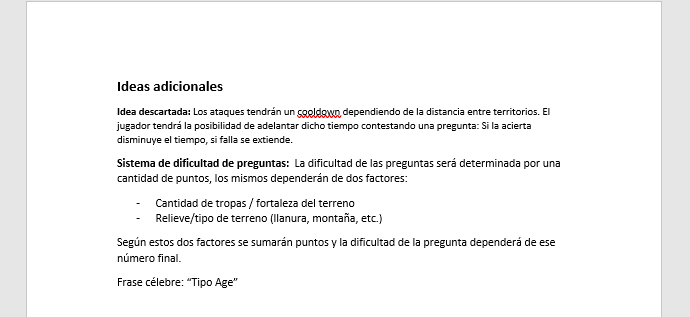 Ideas adicionales
Idea descartada: Los ataques tendrán un cooldown dependiendo de la distancia entre territorios. El
jugador tendrá la posibilidad de adelantar dicho tiempo contestando una pregunta: Si la acierta
disminuye el tiempo, si falla se extiende.
Sistema de dificultad de preguntas: La dificultad de las preguntas será determinada por una
cantidad de puntos, los mismos dependerán de dos factores:
- Cantidad de tropas / fortaleza del terreno
- Relieve/tipo de terreno (llanura, montaña, etc.)
Según estos dos factores se sumarán puntos y la dificultad de la pregunta dependerá de ese
número final.
Frase célebre: “Tipo Age”